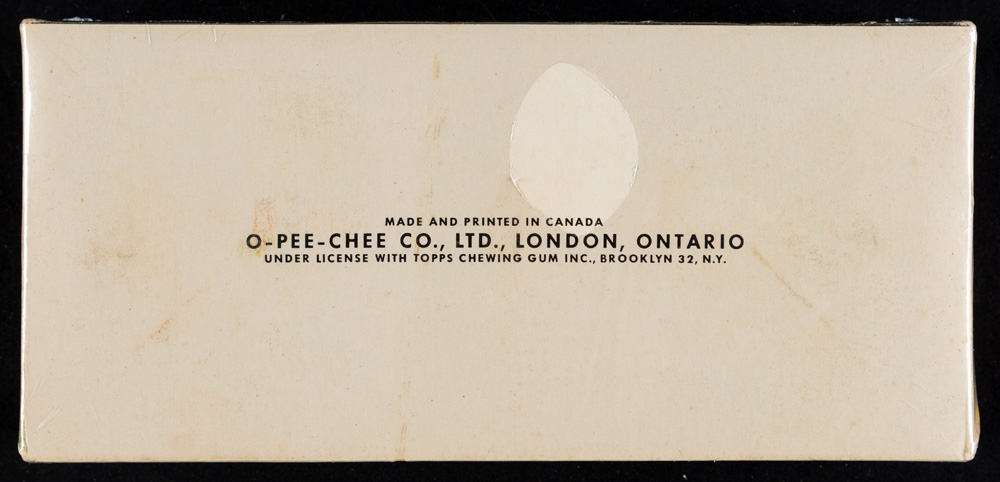 MADE AND PRINTED IN CANADA
O-PEE-CHEE CO., LTD., LONDON, ONTARIO
UNDER LICENSE WITH TOPPS CHEWING GUM INC., BROOKLYN 32, N.Y.